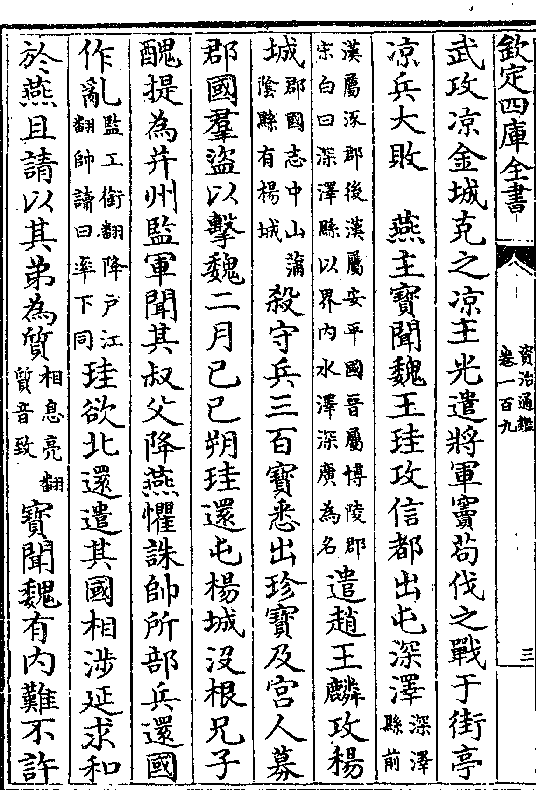 欽定四庫全書
資治通鑑
卷一百九
三
武攻凉金城克之凉主光遣將軍竇苟伐之戰于街亭
凉兵大敗　燕主寶聞魏王珪攻信都出屯深澤深澤縣前
漢屬涿郡後漢屬安平國晉屬博陵郡宋白曰深澤縣以界内水澤深廣為名遣趙王麟攻楊
城郡國志中山蒲隂縣有楊城殺守兵三百寶悉出珍寶及宮人募
郡國羣盜以擊魏二月己巳朔珪還屯楊城没根兄子
醜提為并州監軍聞其叔父降燕懼誅帥所部兵還國
作亂監工銜翻降户江翻帥讀曰率下同珪欲北還遣其國相涉延求和
於燕且請以其弟為質相息亮翻質音致寶聞魏有内難不許